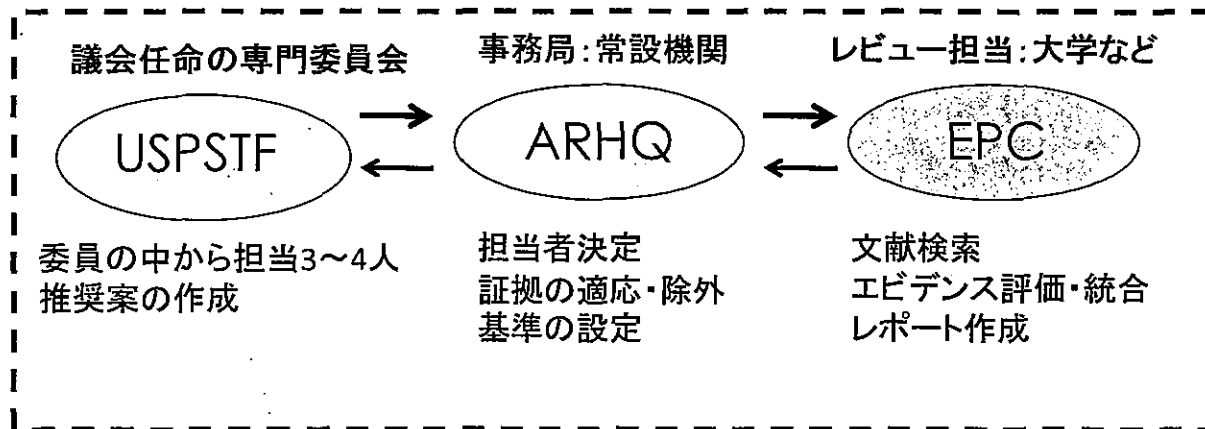 議会任命の専門委員会
USPSTF
委員の中から担当3〜4人
推奨案の作成
事務局:常設機関
ARHQ
担当者決定
証拠の適応・除外
基準の設定
レビュー担当:大学など
EPC
文献検索
エビデンス評価・統合
レポート作成